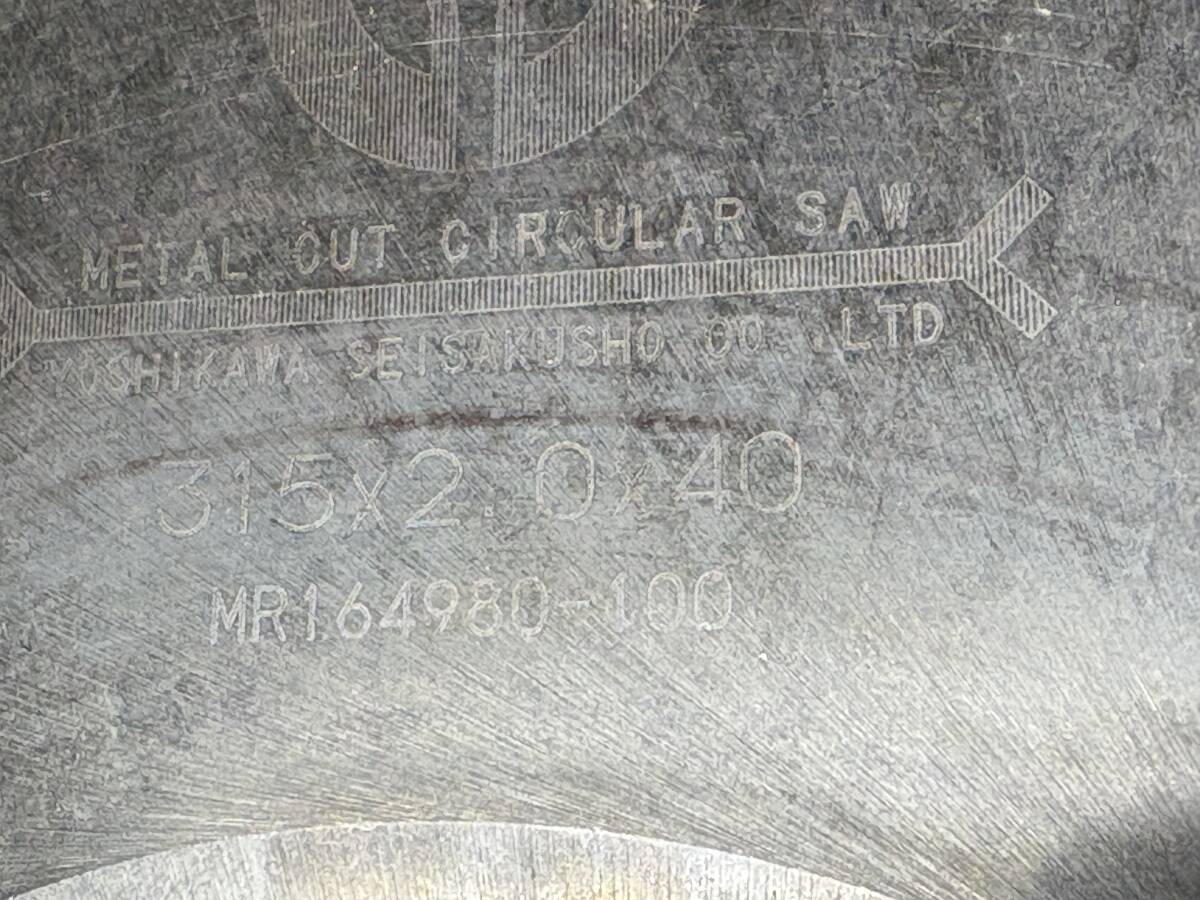 METAL CUT CIRCULAR SAW
YOSHIKAWA SEISAKUSHO CO .LTD
315x2.0x40
MR164980-100